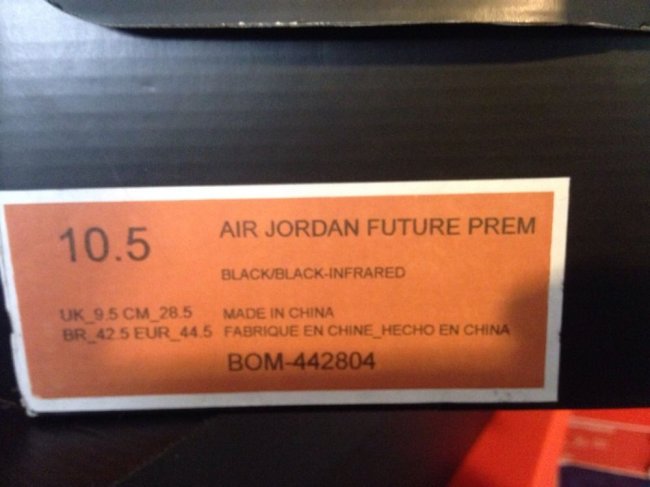 10.5
AIR JORDAN FUTURE PREM
BLACK/BLACK-INFRARED
UK_9.5 CM_28.5
BR_42.5 EUR_44.5
MADE IN CHINA
FABRIQUE EN CHINE_HECHO EN CHINA
BOM-442804